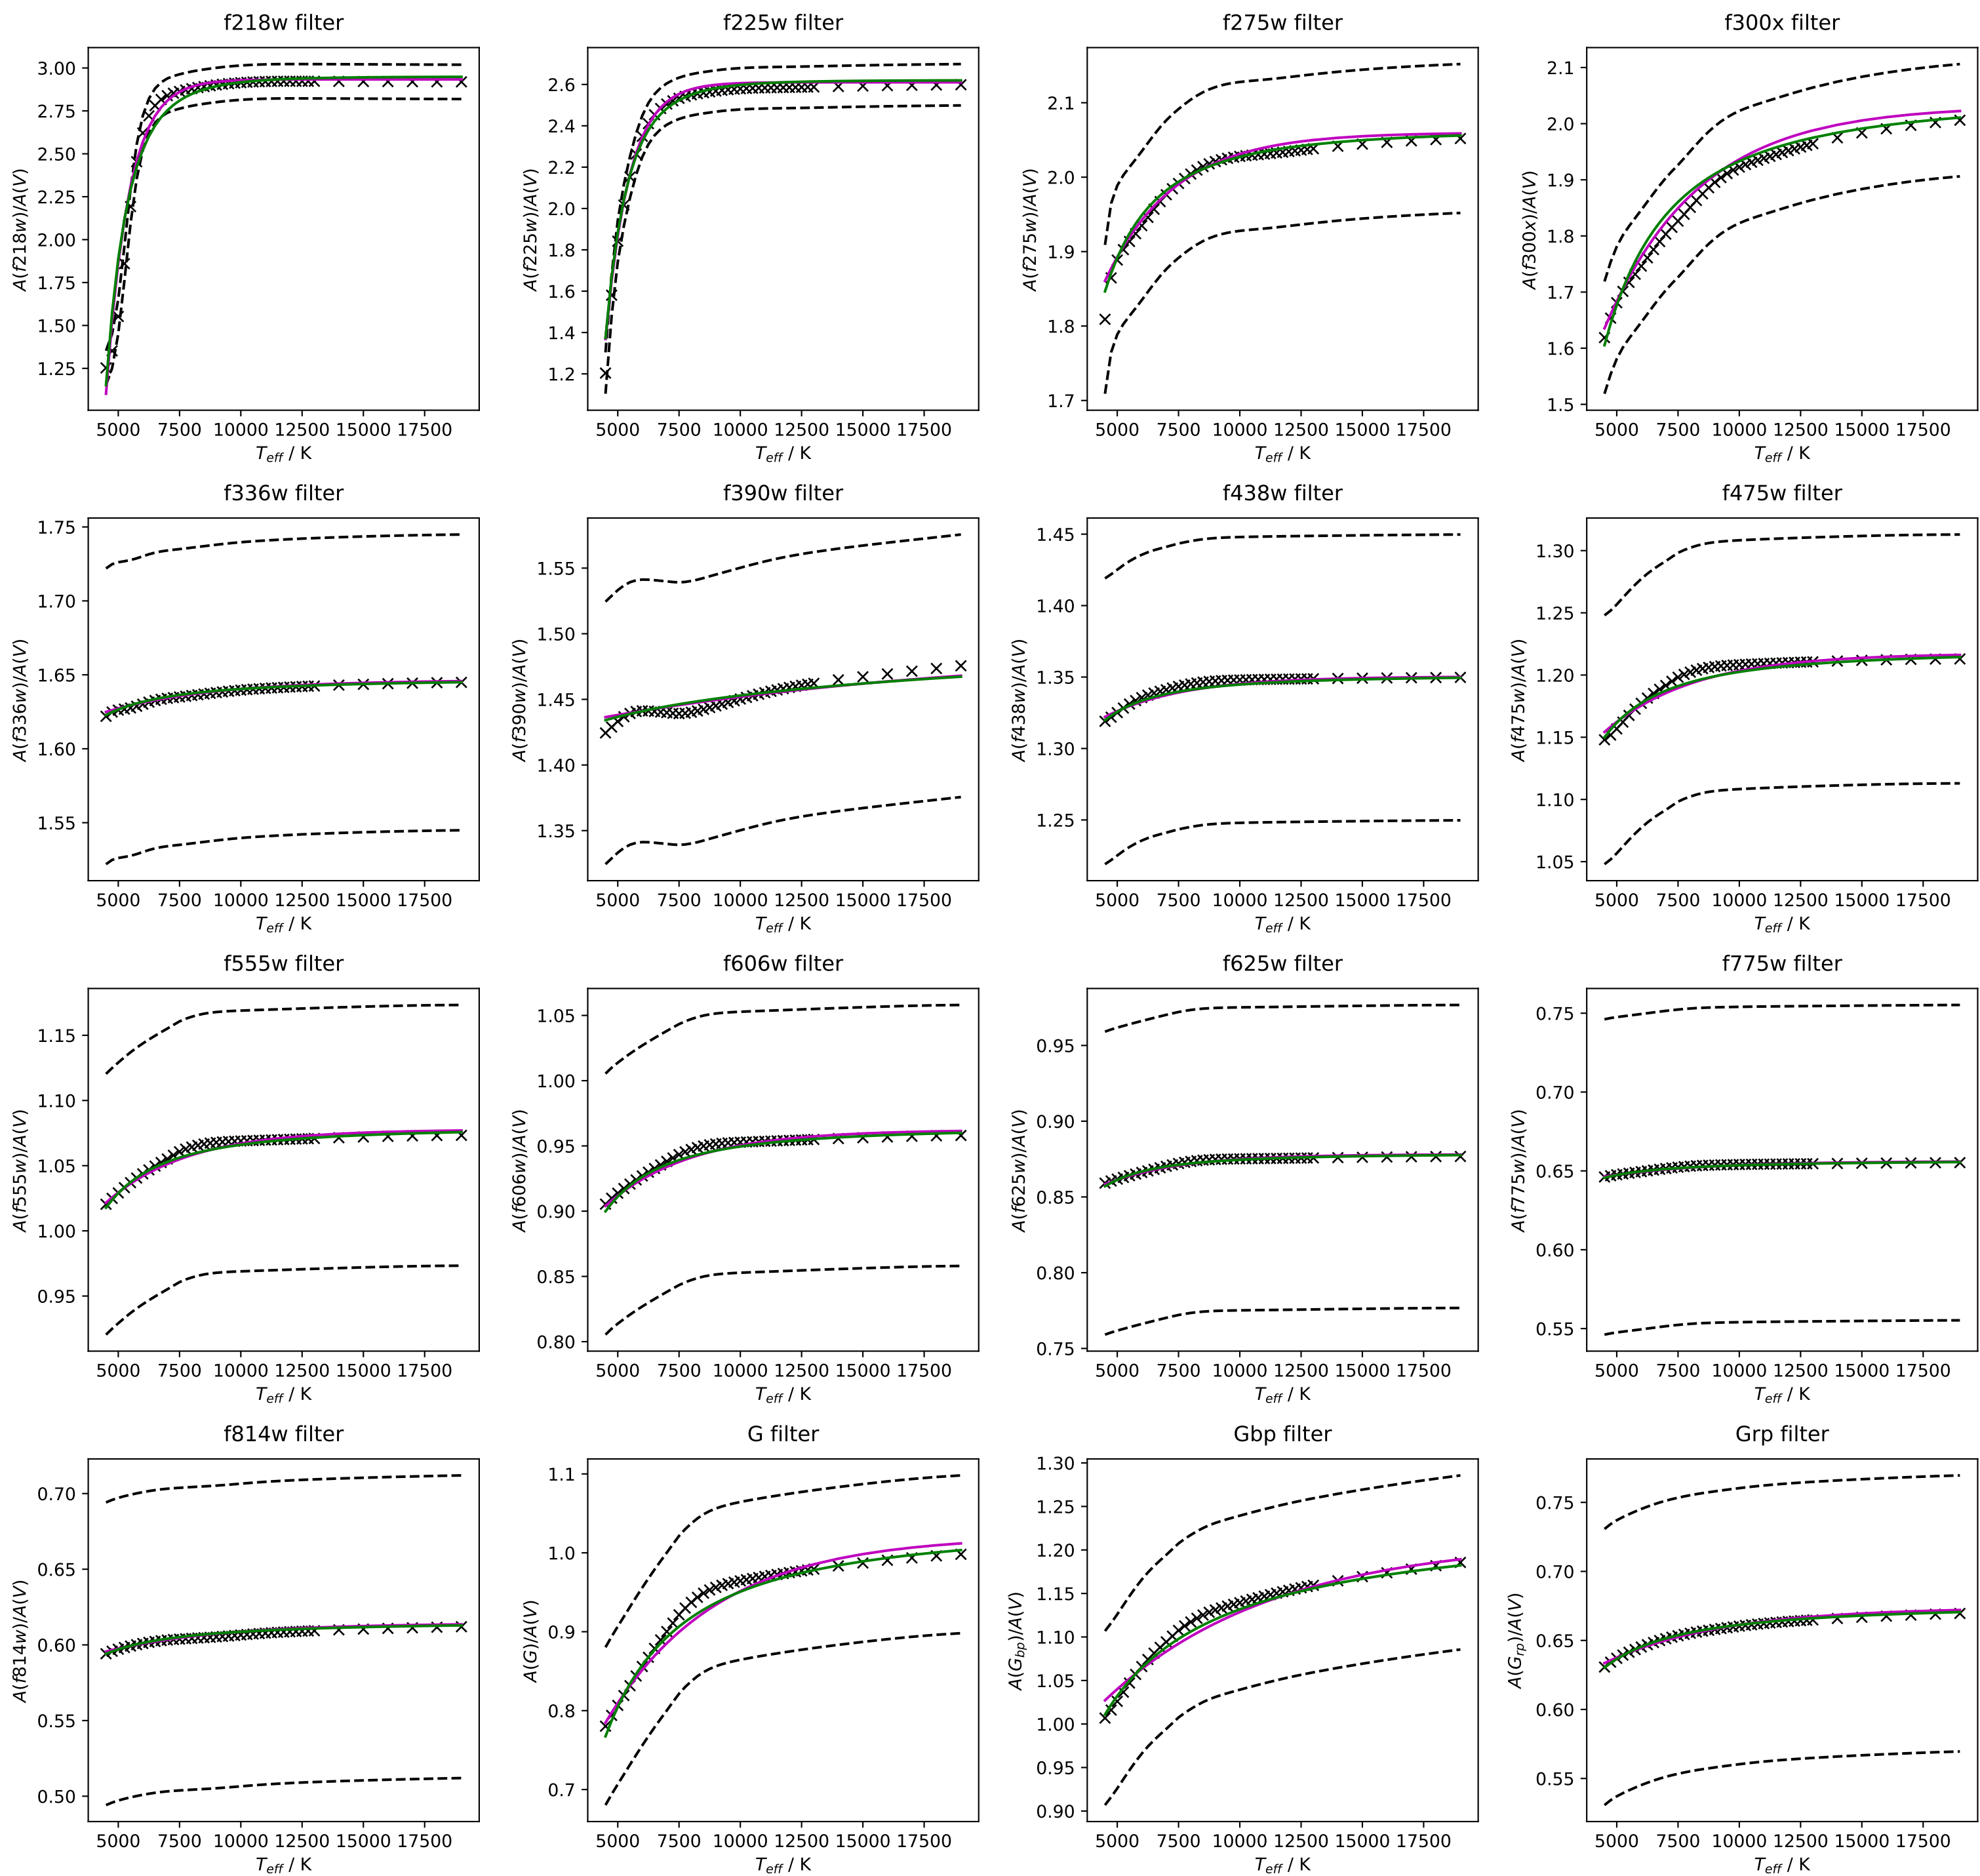 f218w filter
f225w filter
f275w filter
f300x filter
A(f218w)/A(V)
3.00
2.75
2.50
2.25
2.00
1.75
1.50
1.25
5000 7500 10000 12500 15000 17500
T_eff / K
A(f225w)/A(V)
2.6
2.4
2.2
2.0
1.8
1.6
1.4
1.2
5000 7500 10000 12500 15000 17500
T_eff / K
A(f275w)/A(V)
2.1
2.0
1.9
1.8
1.7
5000 7500 10000 12500 15000 17500
T_eff / K
A(f300x)/A(V)
2.1
2.0
1.9
1.8
1.7
1.6
1.5
5000 7500 10000 12500 15000 17500
T_eff / K
f336w filter
f390w filter
f438w filter
f475w filter
A(f336w)/A(V)
1.75
1.70
1.65
1.60
1.55
5000 7500 10000 12500 15000 17500
T_eff / K
A(f390w)/A(V)
1.55
1.50
1.45
1.40
1.35
5000 7500 10000 12500 15000 17500
T_eff / K
A(f438w)/A(V)
1.45
1.40
1.35
1.30
1.25
5000 7500 10000 12500 15000 17500
T_eff / K
A(f475w)/A(V)
1.30
1.25
1.20
1.15
1.10
1.05
5000 7500 10000 12500 15000 17500
T_eff / K
f555w filter
f606w filter
f625w filter
f775w filter
A(f555w)/A(V)
1.15
1.10
1.05
1.00
0.95
5000 7500 10000 12500 15000 17500
T_eff / K
A(f606w)/A(V)
1.05
1.00
0.95
0.90
0.85
0.80
5000 7500 10000 12500 15000 17500
T_eff / K
A(f625w)/A(V)
0.95
0.90
0.85
0.80
0.75
5000 7500 10000 12500 15000 17500
T_eff / K
A(f775w)/A(V)
0.75
0.70
0.65
0.60
0.55
5000 7500 10000 12500 15000 17500
T_eff / K
f814w filter
G filter
Gbp filter
Grp filter
A(f814w)/A(V)
0.70
0.65
0.60
0.55
0.50
5000 7500 10000 12500 15000 17500
T_eff / K
A(G)/A(V)
1.1
1.0
0.9
0.8
0.7
5000 7500 10000 12500 15000 17500
T_eff / K
A(G_bp)/A(V)
1.30
1.25
1.20
1.15
1.10
1.05
1.00
0.95
0.90
5000 7500 10000 12500 15000 17500
T_eff / K
A(G_rp)/A(V)
0.75
0.70
0.65
0.60
0.55
5000 7500 10000 12500 15000 17500
T_eff / K